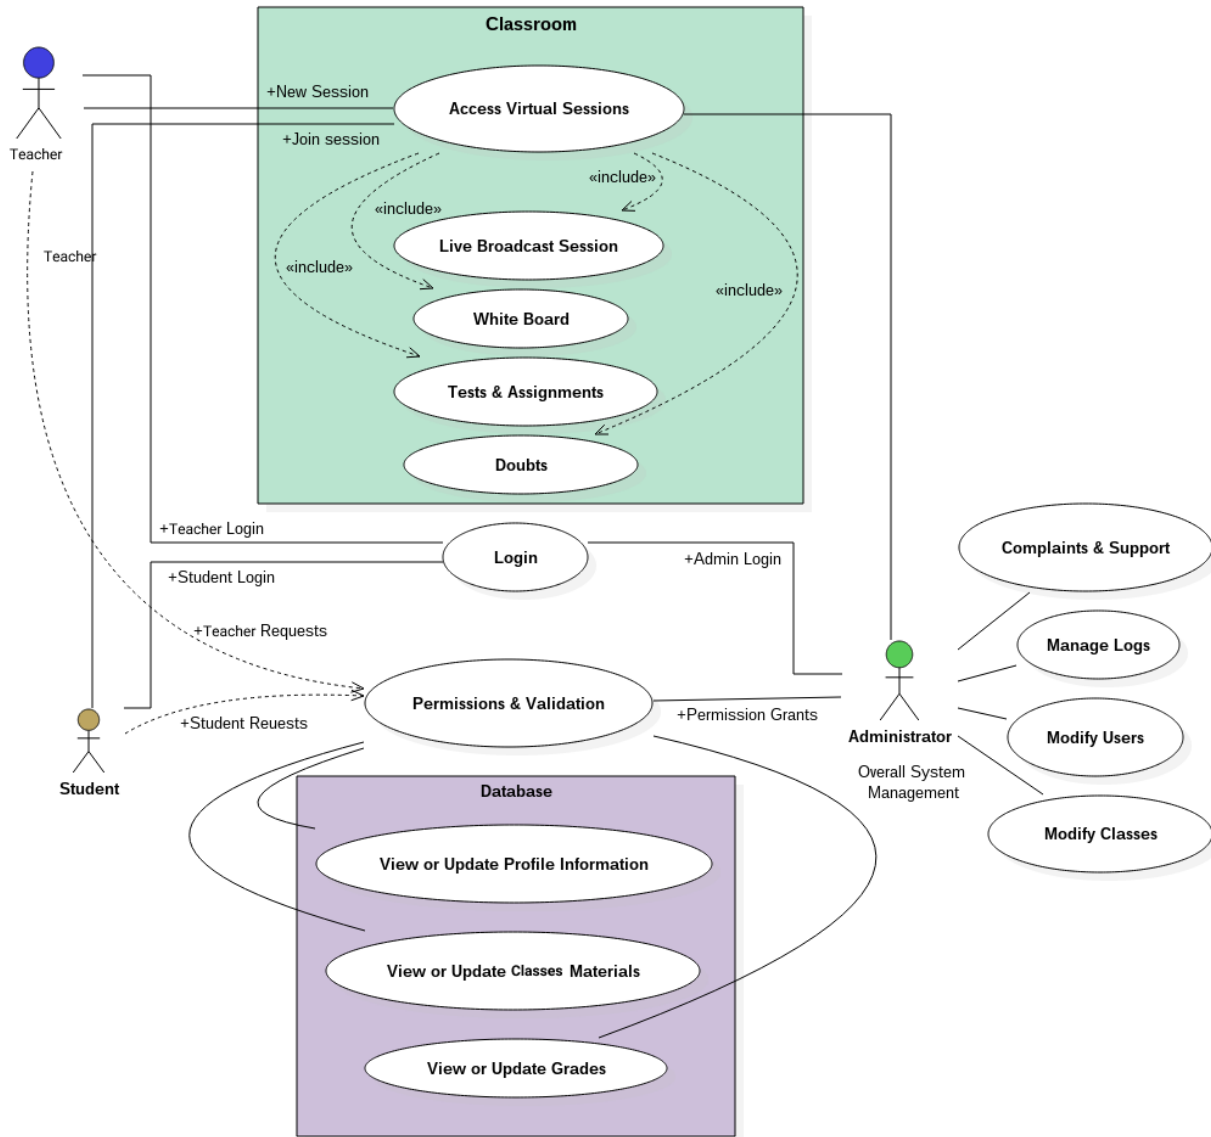 Classroom
+New Session
Access Virtual Sessions
+Join session
Teacher
«include»
«include»
Teacher
Live Broadcast Session
«include»
«include»
White Board
Tests & Assignments
Doubts
+Teacher Login
Login
+Admin Login
+Student Login
Complaints & Support
+Teacher Requests
Manage Logs
Permissions & Validation
+Student Reuests
+Permission Grants
Administrator
Modify Users
Overall System
Management
Student
Database
Modify Classes
View or Update Profile Information
View or Update Classes Materials
View or Update Grades